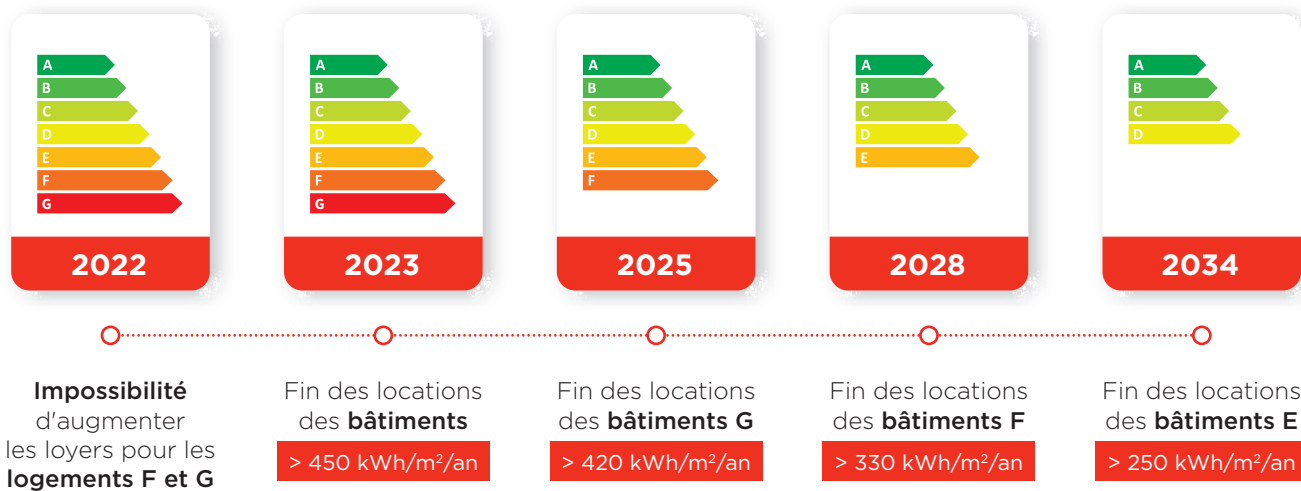 A
B
C
D
E
F
G
2022
A
B
C
D
E
F
G
2023
A
B
C
D
E
F
2025
A
B
C
D
E
2028
A
B
C
D
2034
Impossibilité
d'augmenter
les loyers pour les
logements F et G
Fin des locations
des bâtiments
> 450 kWh/m²/an
Fin des locations
des bâtiments G
> 420 kWh/m²/an
Fin des locations
des bâtiments F
> 330 kWh/m²/an
Fin des locations
des bâtiments E
> 250 kWh/m²/an